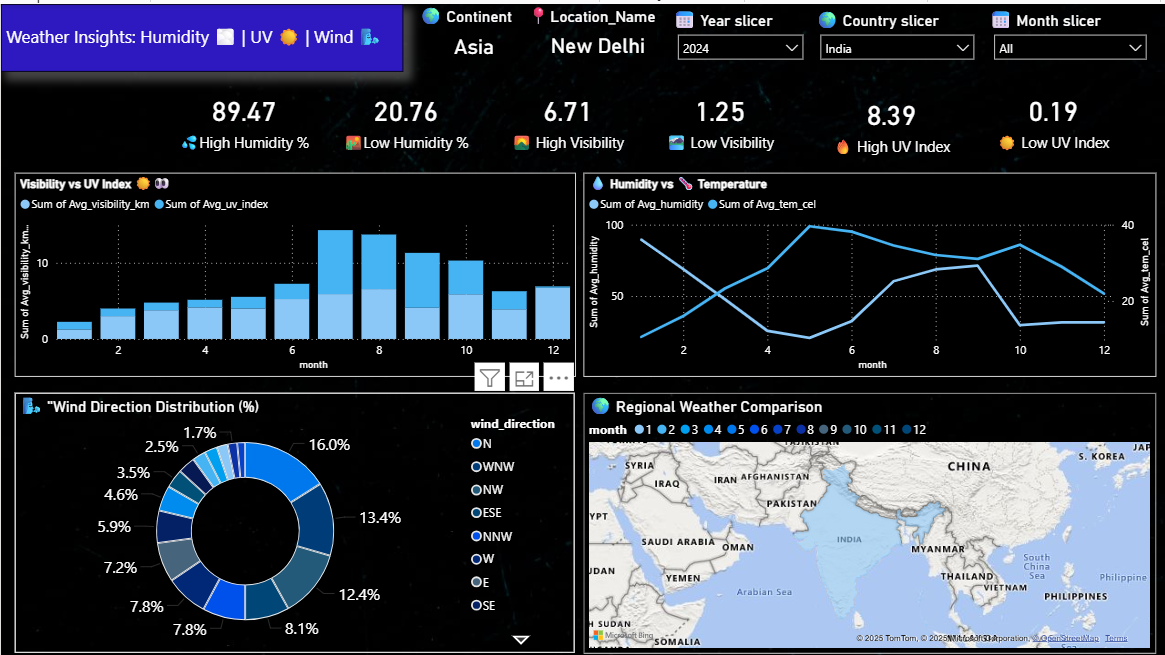 Weather Insights: Humidity | UV | Wind
Continent
Asia
Location_Name
New Delhi
Year slicer
2024
Country slicer
India
Month slicer
All
89.47
High Humidity %
20.76
Low Humidity %
6.71
High Visibility
1.25
Low Visibility
8.39
High UV Index
0.19
Low UV Index
Visibility vs UV Index
Sum of Avg_visibility_km Sum of Avg_uv_index
Sum of Avg_visibility_km...
10
0
2 4 6 8 10 12
month
Humidity vs Temperature
Sum of Avg_humidity Sum of Avg_tem_cel
Sum of Avg_humidity
100
50
40
20
Sum of Avg_tem_cel
2 4 6 8 10 12
month
"Wind Direction Distribution (%)
16.0%
13.4%
12.4%
8.1%
7.8%
7.8%
7.2%
5.9%
4.6%
3.5%
2.5%
1.7%
wind_direction
N
WNW
NW
ESE
NNW
W
E
SE
Regional Weather Comparison
month 1 2 3 4 5 6 7 8 9 10 11 12
TAJIKISTAN
SYRIA
IRAQ
IRAN
AFGHANISTAN
PAKISTAN
CHINA
S. KOREA
JAP
YPT
SAUDI ARABIA
OMAN
INDIA
MYANMAR
UDAN
YEMEN
Arabian Sea
THAILAND
VIETNAM
South
China
Sea
Philippine
PHILIPPINES
H SUDAN
SOMALIA
Microsoft Bing
© 2025 TomTom, © 2025 Microsoft Corporation, © OpenStreetMap Terms